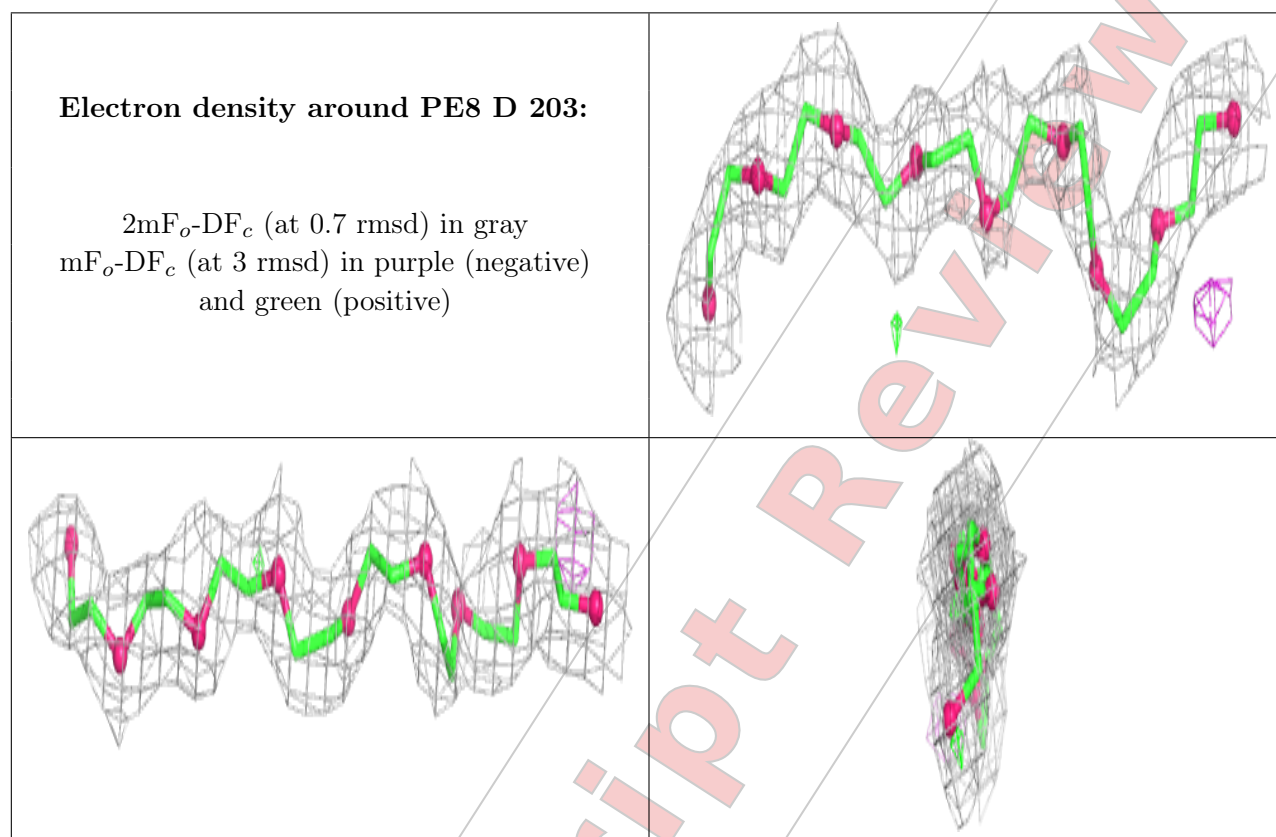 Electron density around PE8 D 203:
2mFo-DFc (at 0.7 rmsd) in gray
mFo-DFc (at 3 rmsd) in purple (negative)
and green (positive)
ript Review